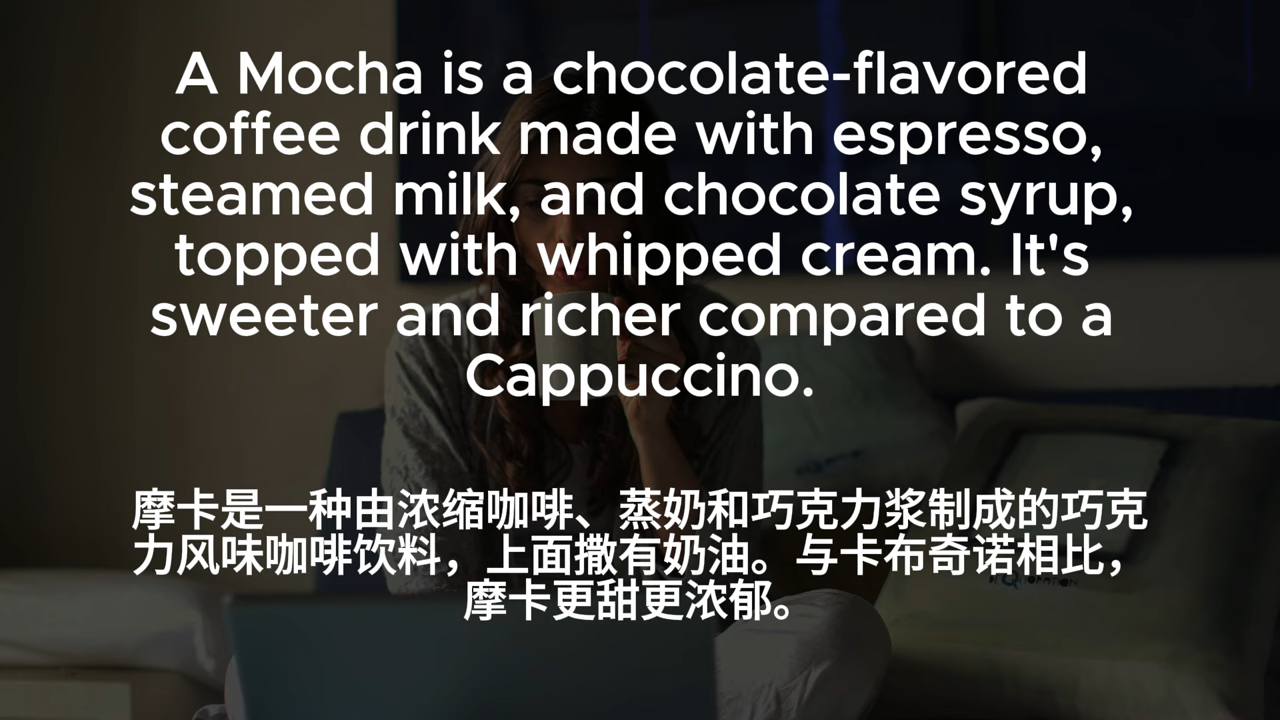 A Mocha is a chocolate-flavored
coffee drink made with espresso,
steamed milk, and chocolate syrup,
topped with whipped cream. It's
sweeter and richer compared to a
Cappuccino.
摩卡是一种由浓缩咖啡、蒸奶和巧克力浆制成的巧克
力风味咖啡饮料，上面撒有奶油。与卡布奇诺相比，
摩卡更甜更浓郁。